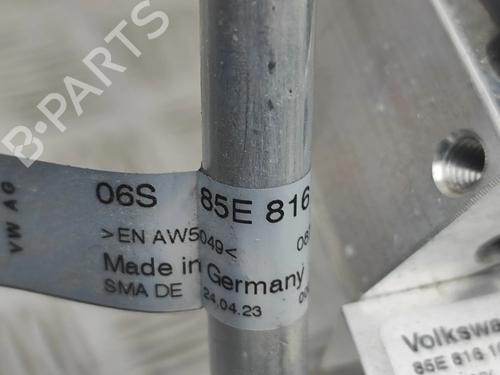 B-PARTS
VW AG
06S 85E 816
>EN AW5049<
Made in Germany
SMA DE 24.04.23
Volkswa
85E 816 1